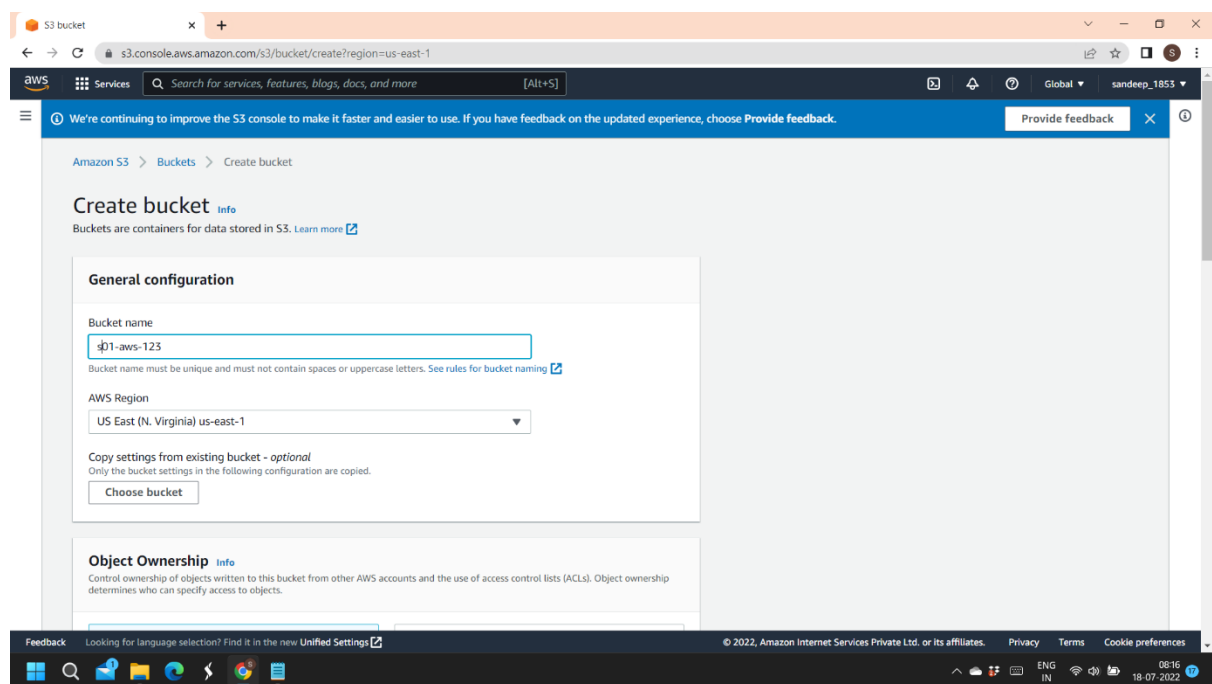 S3 bucket
s3.console.aws.amazon.com/s3/bucket/create?region=us-east-1
S
aws
Services
Search for services, features, blogs, docs, and more
[Alt+S]
Global
sandeep_1853
We're continuing to improve the S3 console to make it faster and easier to use. If you have feedback on the updated experience, choose Provide feedback.
Provide feedback
Amazon S3 > Buckets > Create bucket
Create bucket Info
Buckets are containers for data stored in S3. Learn more
General configuration
Bucket name
s01-aws-123
Bucket name must be unique and must not contain spaces or uppercase letters. See rules for bucket naming
AWS Region
US East (N. Virginia) us-east-1
Copy settings from existing bucket - optional
Only the bucket settings in the following configuration are copied.
Choose bucket
Object Ownership Info
Control ownership of objects written to this bucket from other AWS accounts and the use of access control lists (ACLs). Object ownership
determines who can specify access to objects.
Feedback
Looking for language selection? Find it in the new Unified Settings
© 2022, Amazon Internet Services Private Ltd. or its affiliates.
Privacy
Terms
Cookie preferences
ENG
IN
08:16
18-07-2022
17